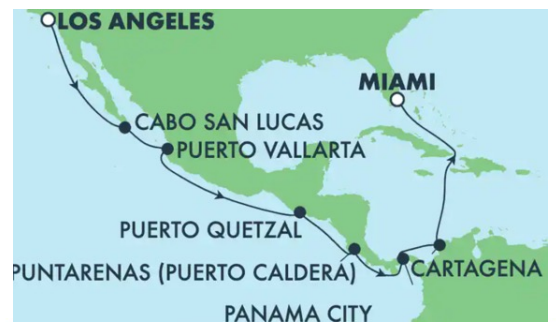 LOS ANGELES
MIAMI
CABO SAN LUCAS
PUERTO VALLARTA
PUERTO QUETZAL
PUNTARENAS (PUERTO CALDERA)
CARTAGENA
PANAMA CITY